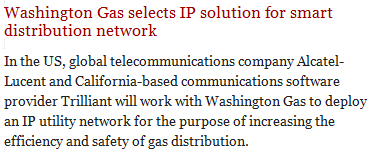 Washington Gas selects IP solution for smart
distribution network
In the US, global telecommunications company Alcatel-
Lucent and California-based communications software
provider Trilliant will work with Washington Gas to deploy
an IP utility network for the purpose of increasing the
efficiency and safety of gas distribution.